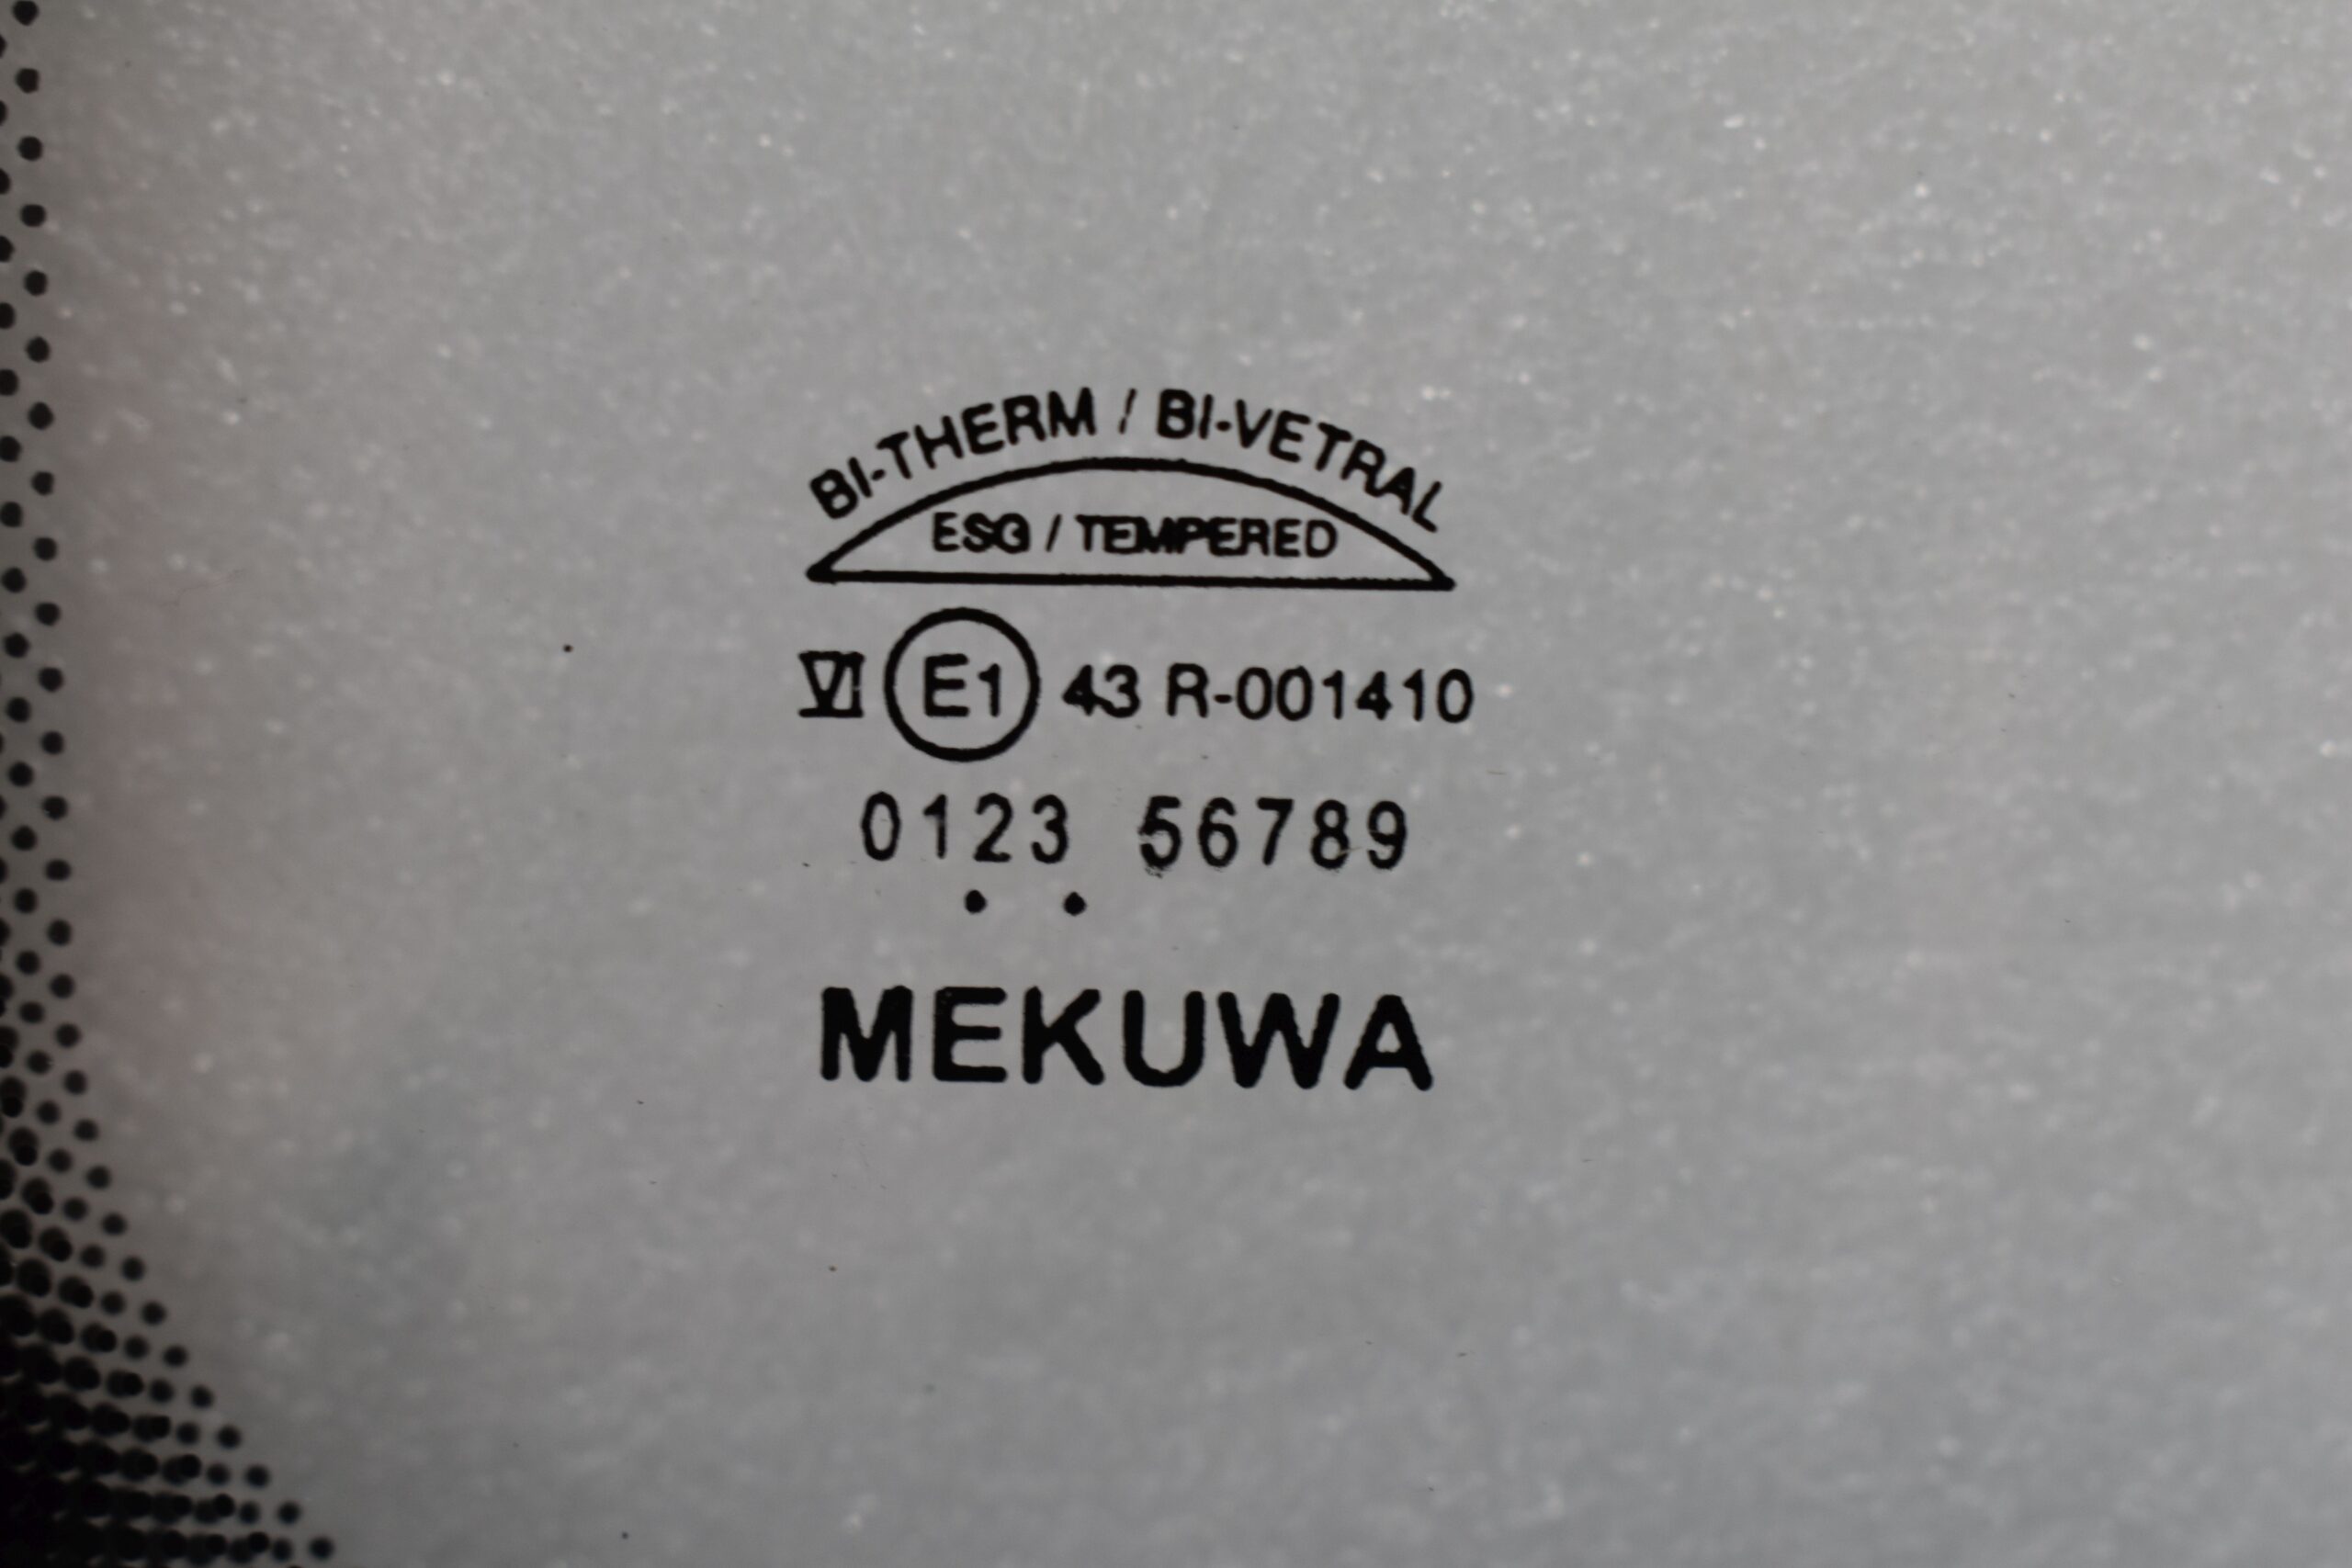 BI-THERM / BI-VETRAL
ESG / TEMPERED
VI E1 43 R-001410
0123 56789
. .
MEKUWA